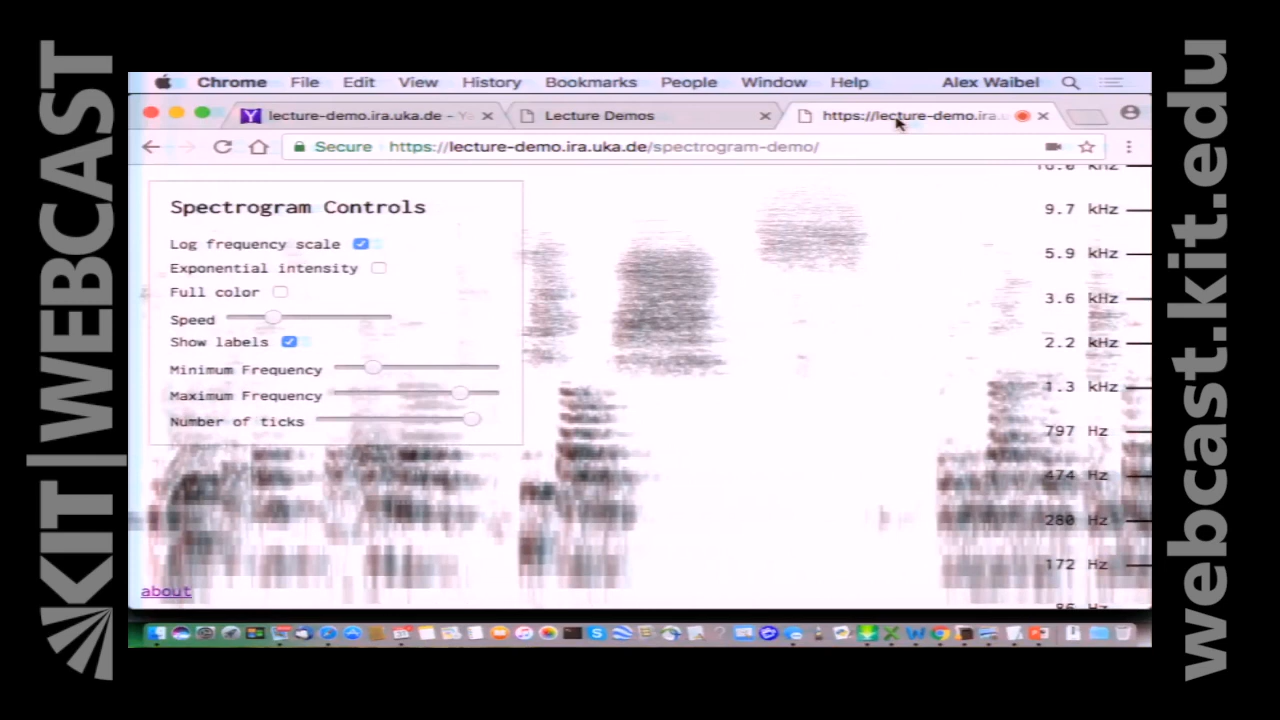 KIT | WEBCAST
Chrome File Edit View History Bookmarks People Window Help Alex Waibel
lecture-demo.ira.uka.de - Ya
Lecture Demos
https://lecture-demo.ira.u
Secure https://lecture-demo.ira.uka.de/spectrogram-demo/
Spectrogram Controls
Log frequency scale
Exponential intensity
Full color
Speed
Show labels
Minimum Frequency
Maximum Frequency
Number of ticks
9.7 kHz
5.9 kHz
3.6 kHz
2.2 kHz
1.3 kHz
797 Hz
474 Hz
280 Hz
172 Hz
about
webcast.kit.edu